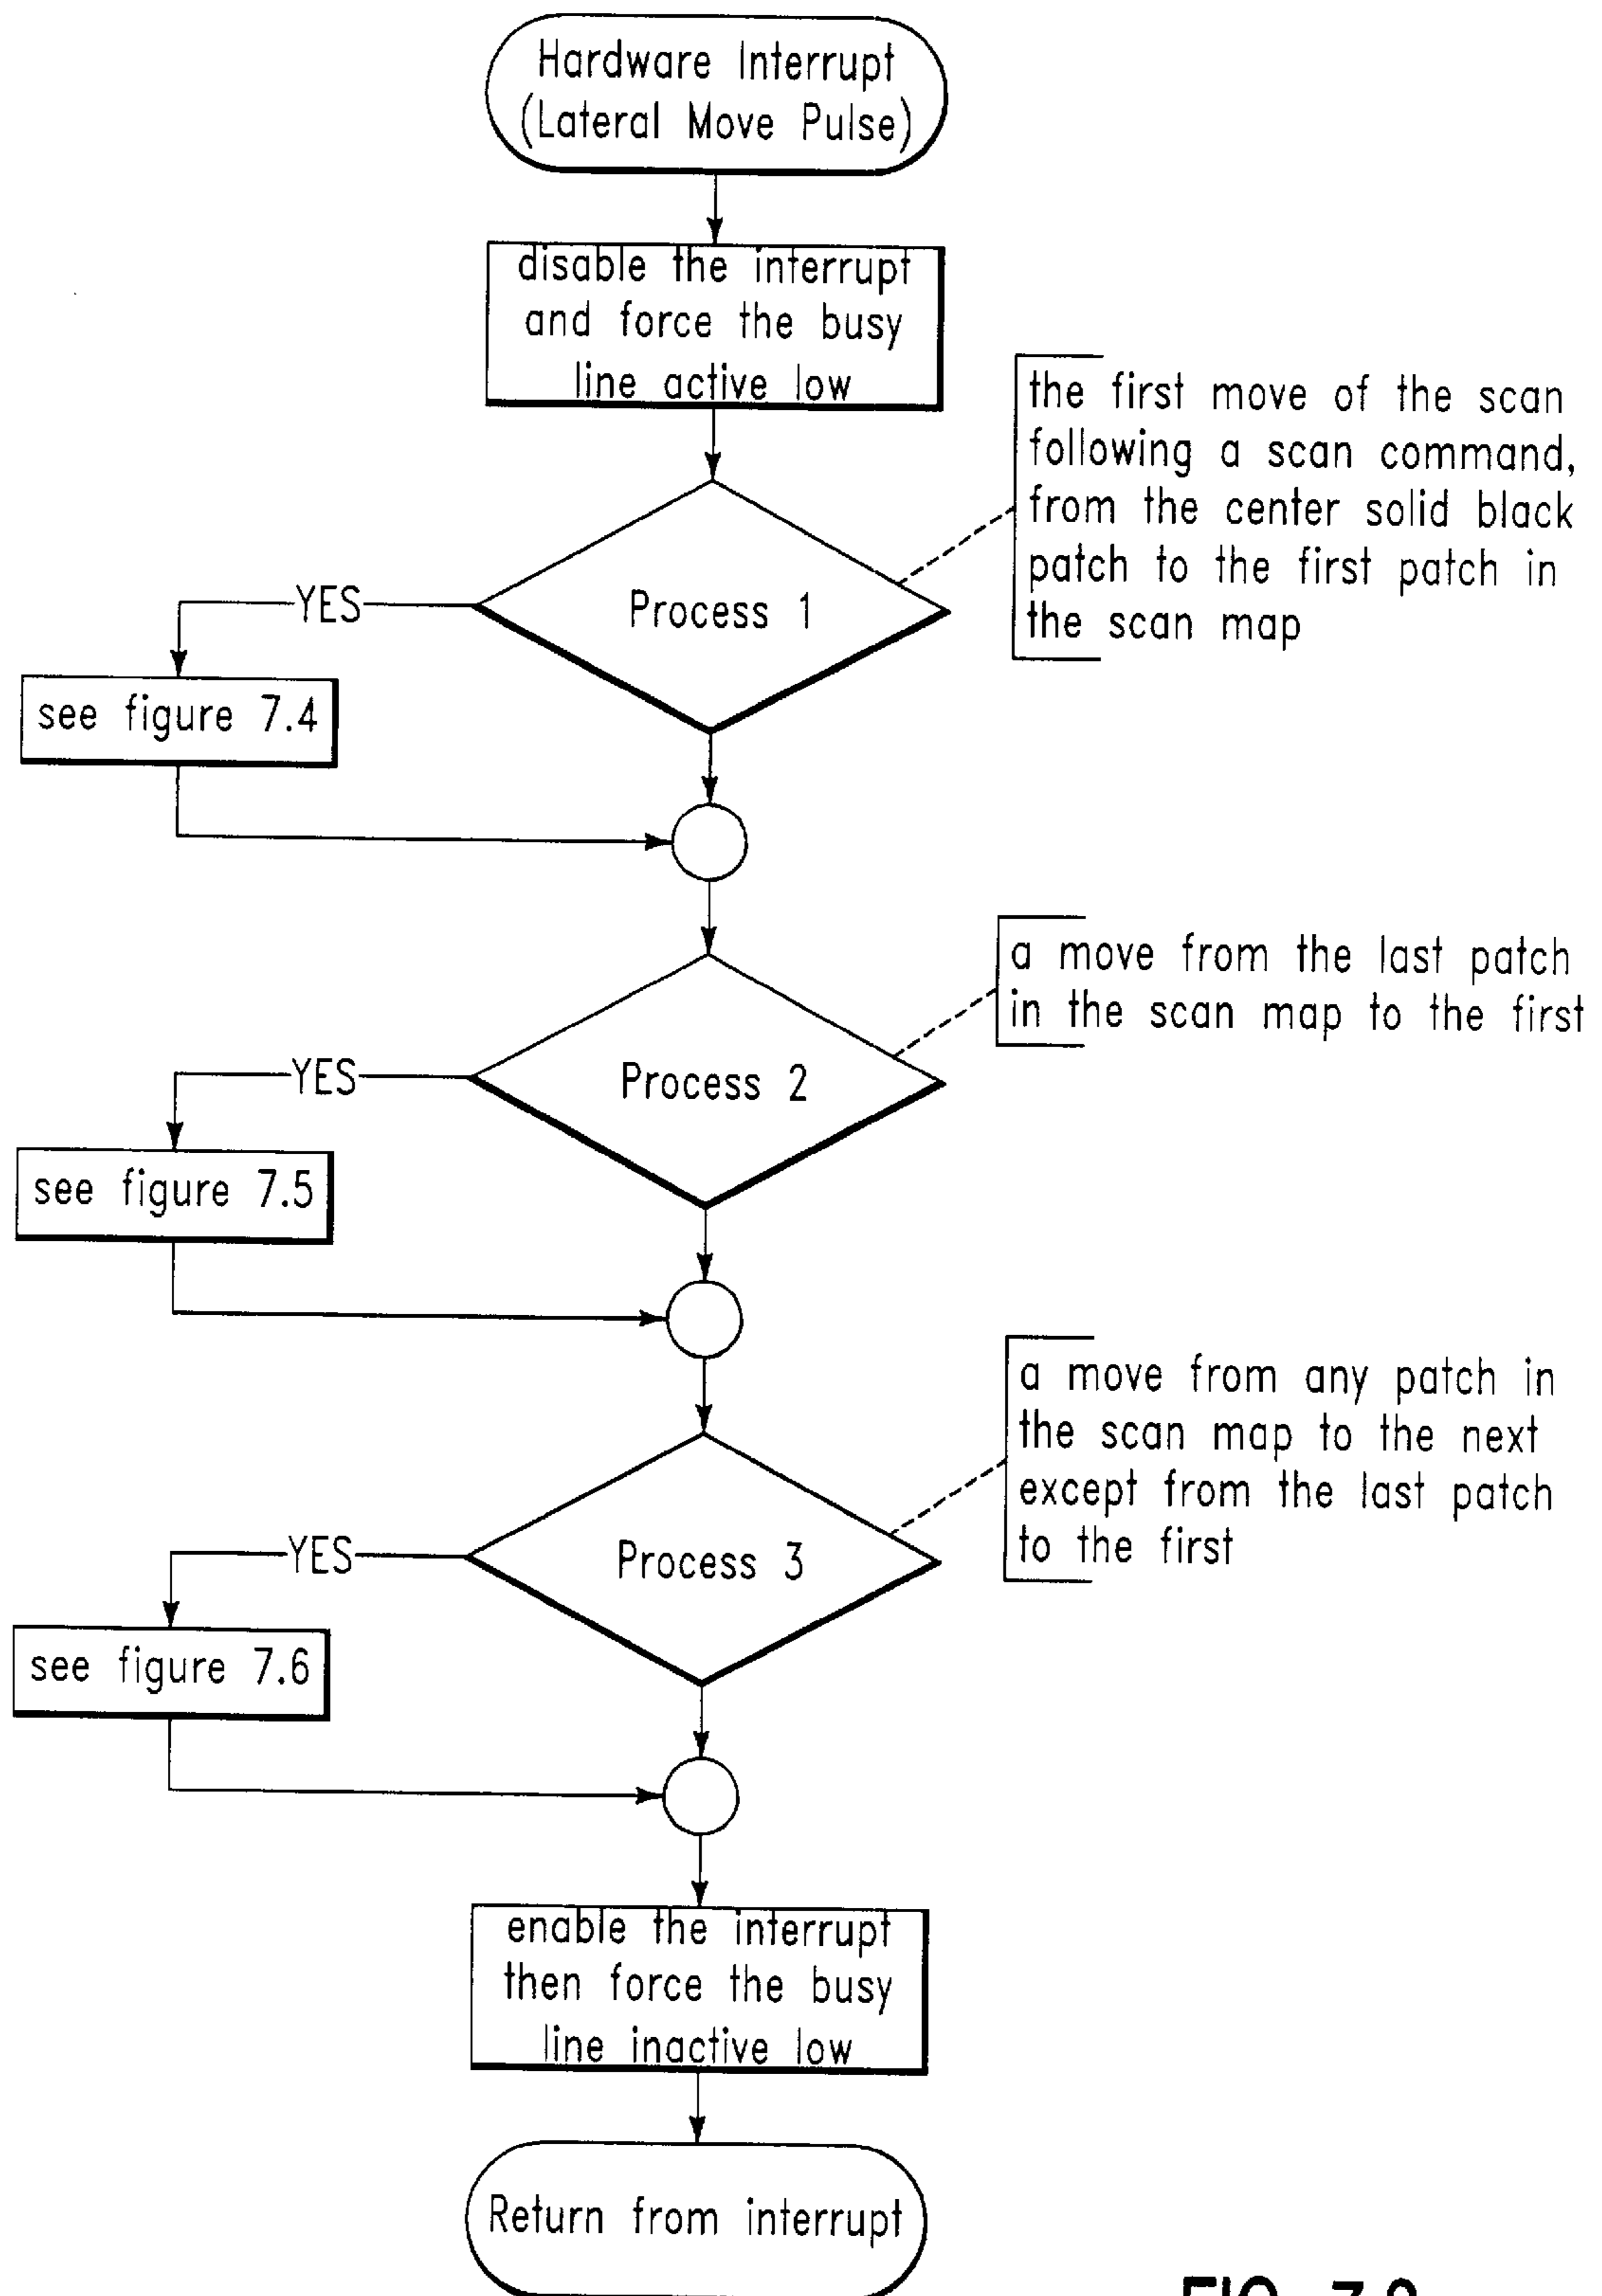 Hardware Interrupt
(Lateral Move Pulse)
disable the interrupt
and force the busy
line active low
the first move of the scan
following a scan command,
from the center solid black
patch to the first patch in
the scan map
Process 1
YES
see figure 7.4
a move from the last patch
in the scan map to the first
Process 2
YES
see figure 7.5
a move from any patch in
the scan map to the next
except from the last patch
to the first
Process 3
YES
see figure 7.6
enable the interrupt
then force the busy
line inactive low
Return from interrupt